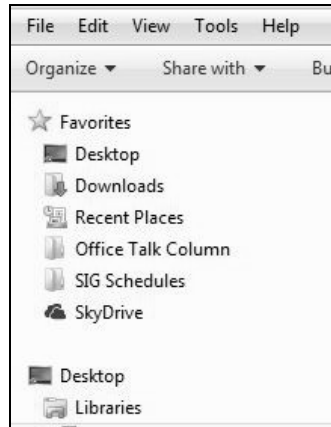 File Edit View Tools Help
Organize Share with Bu
Favorites
Desktop
Downloads
Recent Places
Office Talk Column
SIG Schedules
SkyDrive
Desktop
Libraries